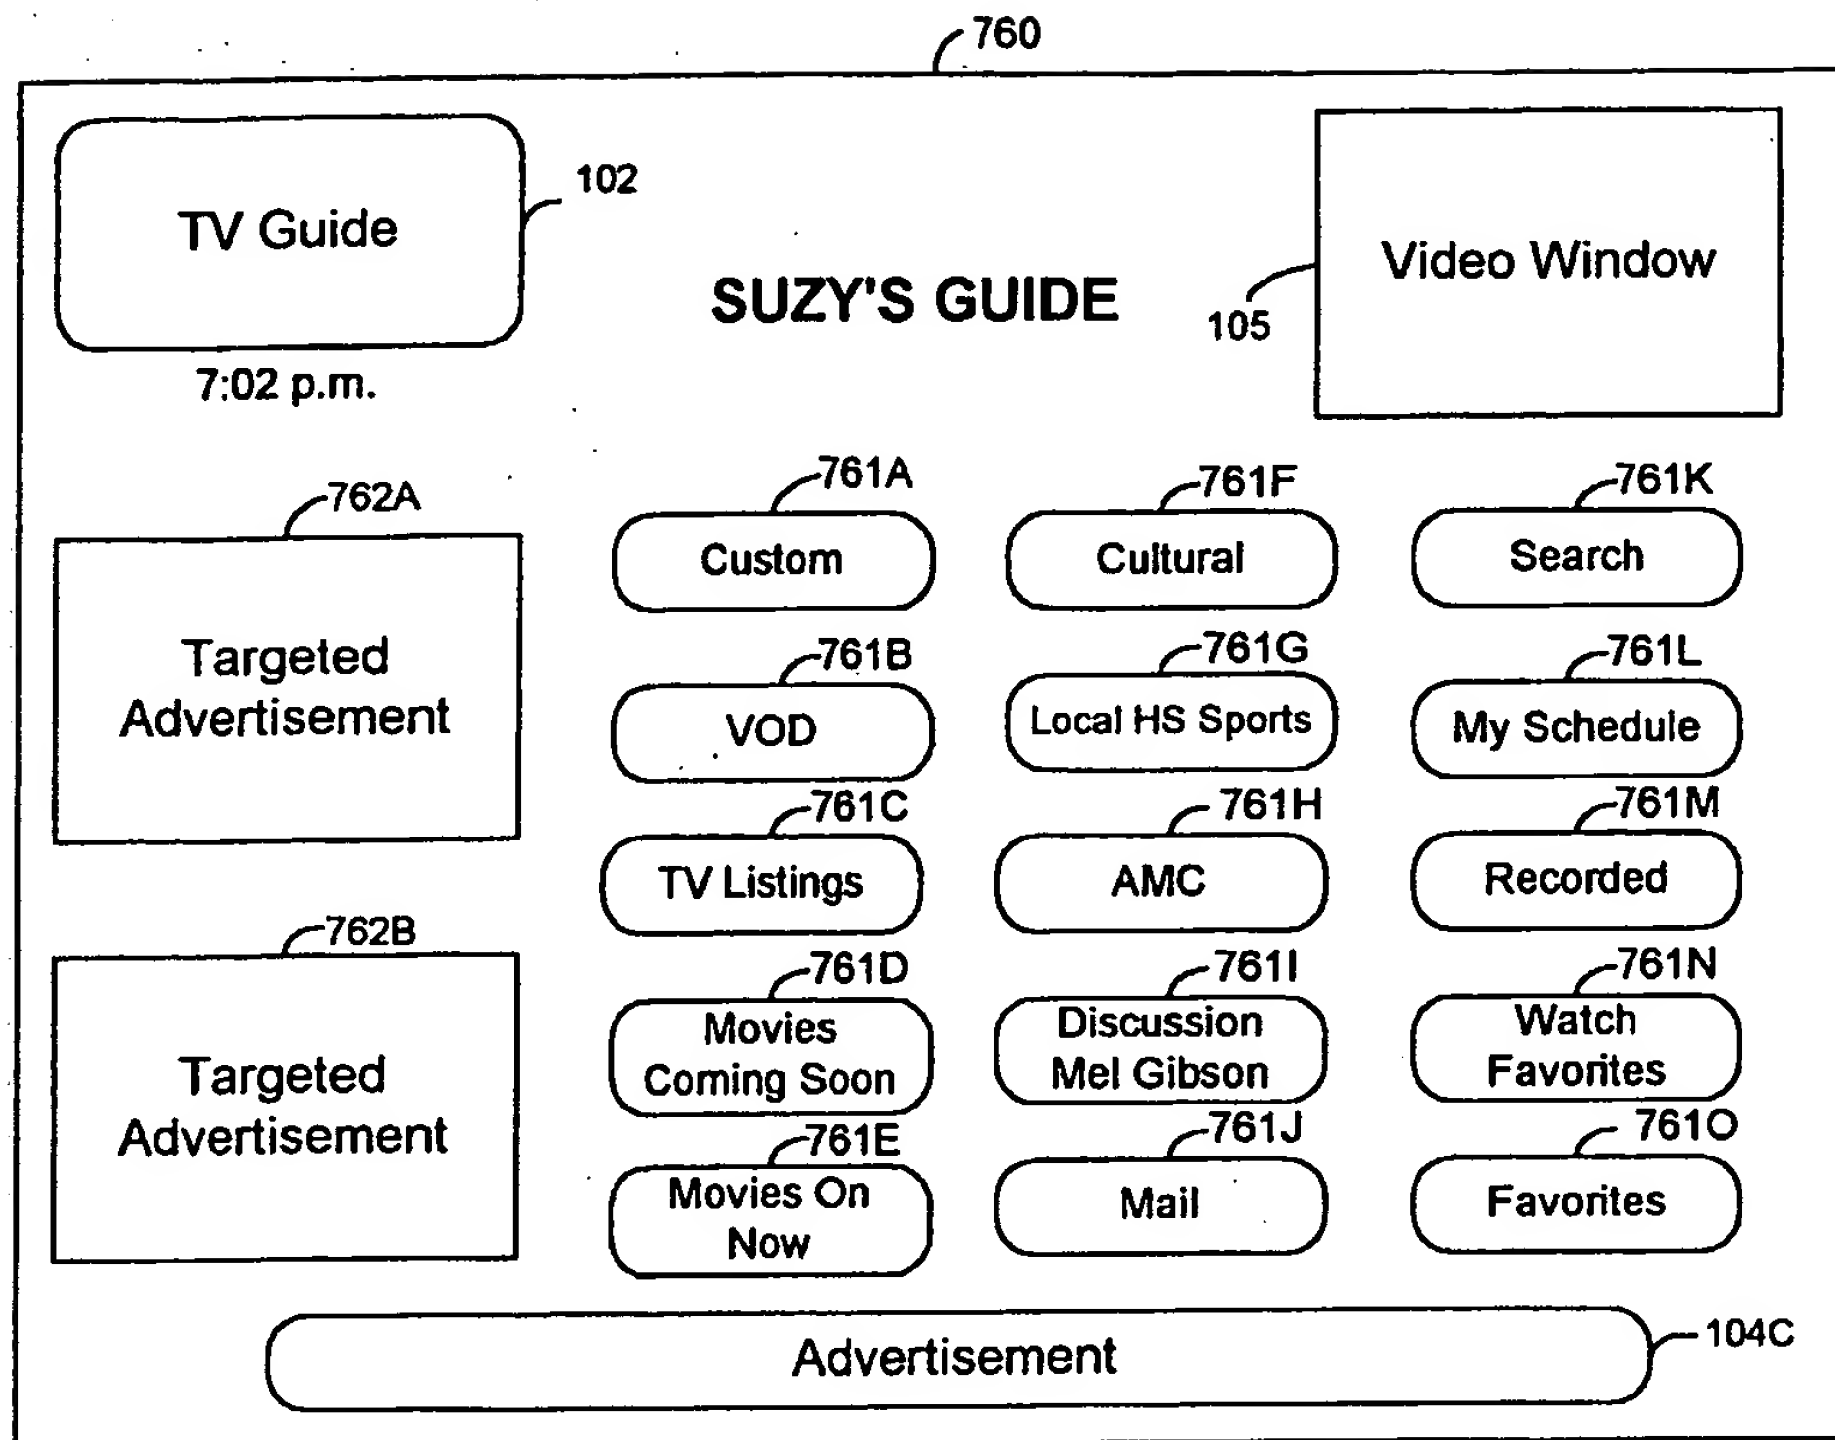 760
TV Guide
102
7:02 p.m.
SUZY'S GUIDE
Video Window
105
762A
Targeted
Advertisement
762B
Targeted
Advertisement
761A
Custom
761B
VOD
761C
TV Listings
761D
Movies
Coming Soon
761E
Movies On
Now
761F
Cultural
761G
Local HS Sports
761H
AMC
761I
Discussion
Mel Gibson
761J
Mail
761K
Search
761L
My Schedule
761M
Recorded
761N
Watch
Favorites
761O
Favorites
Advertisement
104C